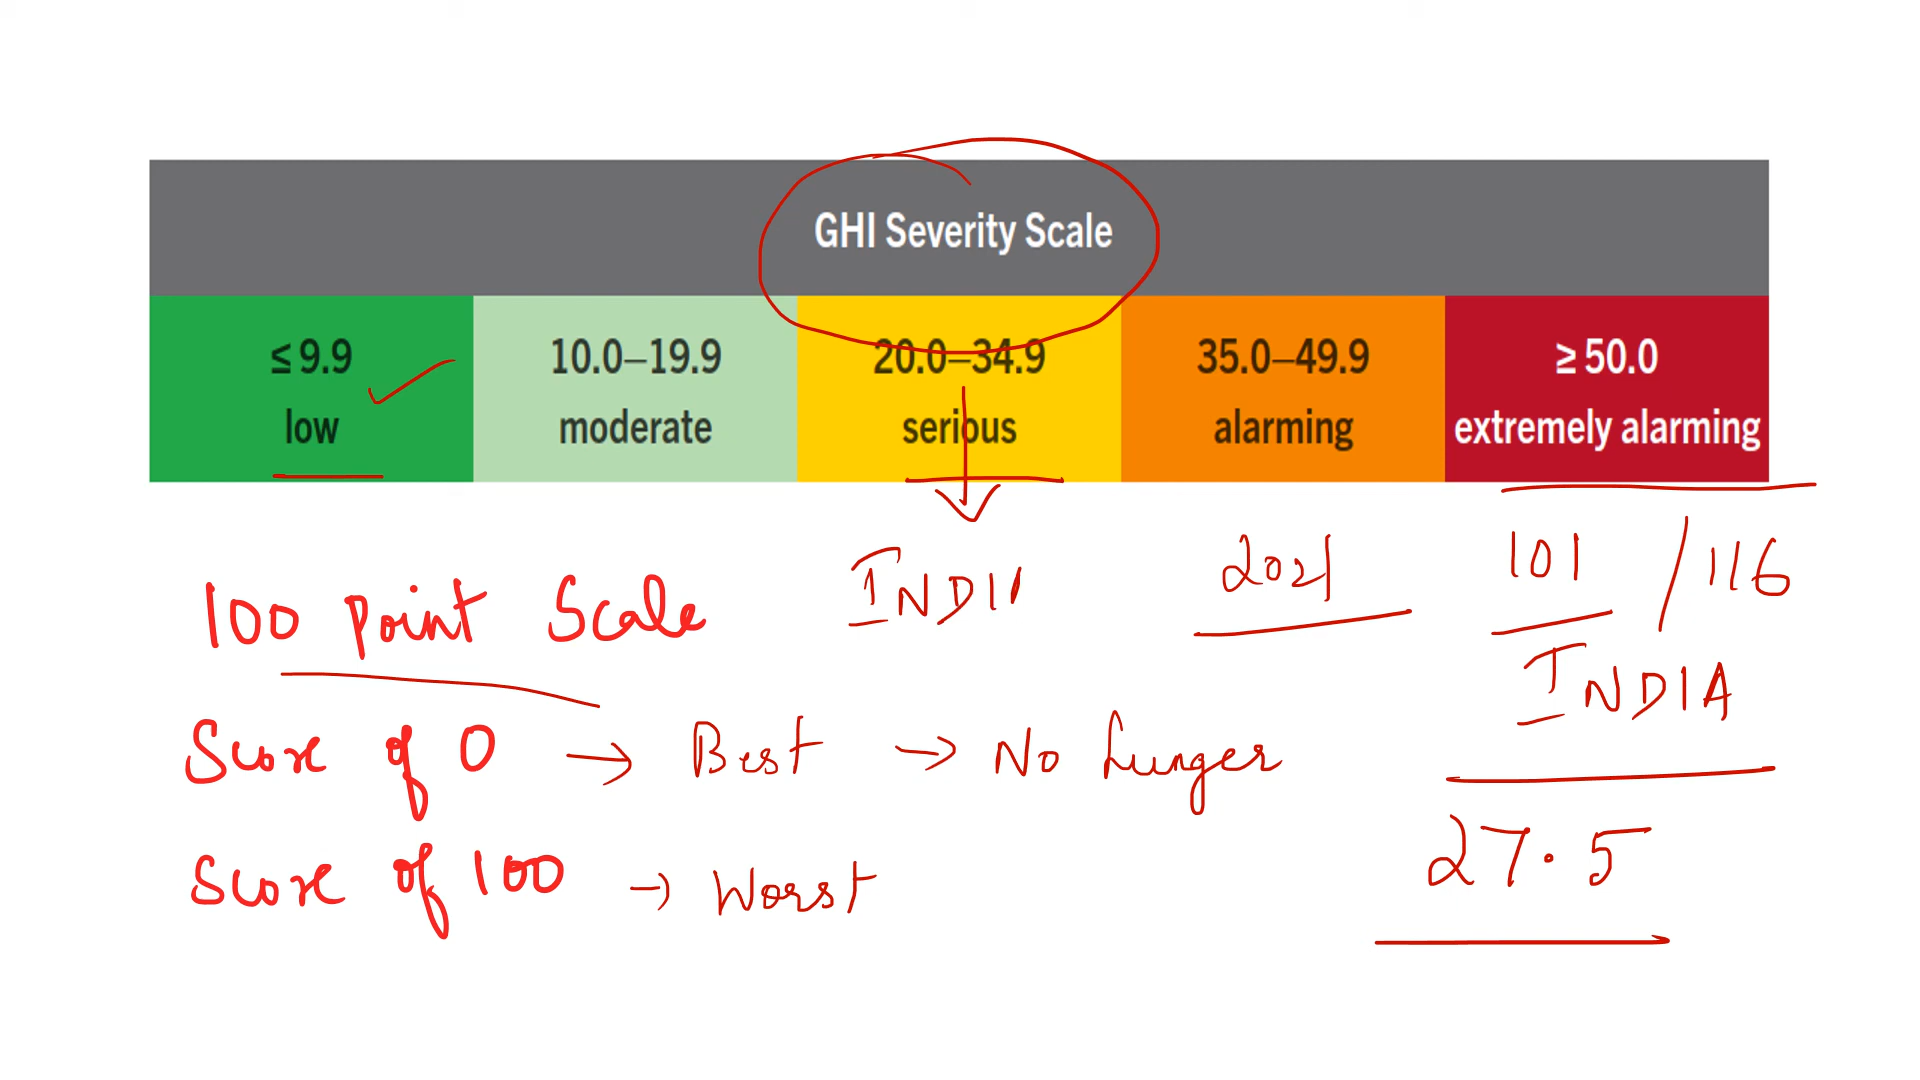 GHI Severity Scale
≤ 9.9 10.0–19.9 20.0–34.9 35.0–49.9 ≥ 50.0
low moderate serious alarming extremely alarming
100 Point Scale INDIA 2021 101 / 116
INDIA
Score of 0 → Best → No hunger
Score of 100 → Worst
27.5